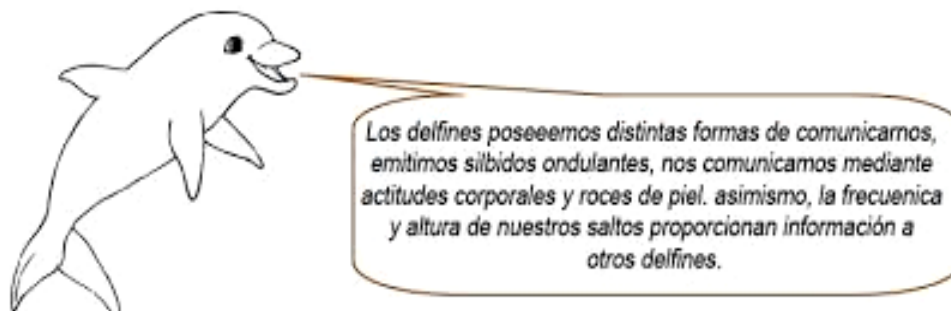 Los delfines poseeemos distintas formas de comunicarnos,
emitimos silbidos ondulantes, nos comunicamos mediante
actitudes corporales y roces de piel. asimismo, la frecuenica
y altura de nuestros saltos proporcionan información a
otros delfines.